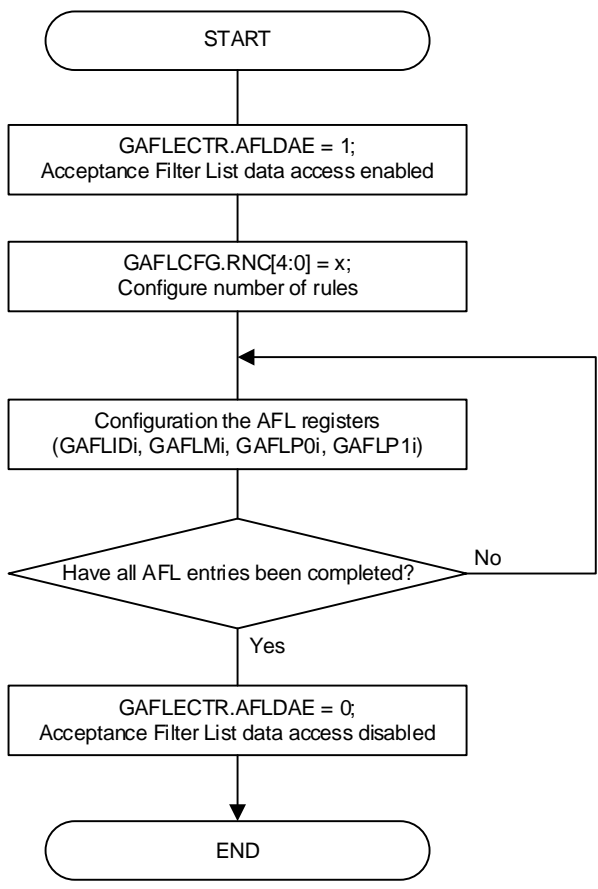 START
GAFLECTR.AFLDAE = 1;
Acceptance Filter List data access enabled
GAFLCFG.RNC[4:0] = x;
Configure number of rules
Configuration the AFL registers
(GAFLIDi, GAFLMi, GAFLP0i, GAFLP1i)
Have all AFL entries been completed?
No
Yes
GAFLECTR.AFLDAE = 0;
Acceptance Filter List data access disabled
END